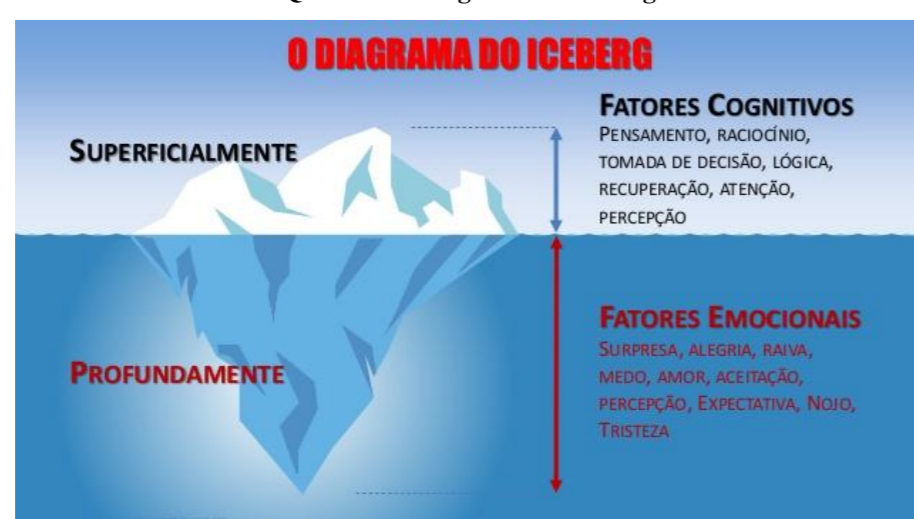 O DIAGRAMA DO ICEBERG
SUPERFICIALMENTE
FATORES COGNITIVOS
PENSAMENTO, RACIOCÍNIO,
TOMADA DE DECISÃO, LÓGICA,
RECUPERAÇÃO, ATENÇÃO,
PERCEPÇÃO
PROFUNDAMENTE
FATORES EMOCIONAIS
SURPRESA, ALEGRIA, RAIVA,
MEDO, AMOR, ACEITAÇÃO,
PERCEPÇÃO, EXPECTATIVA, NOJO,
TRISTEZA